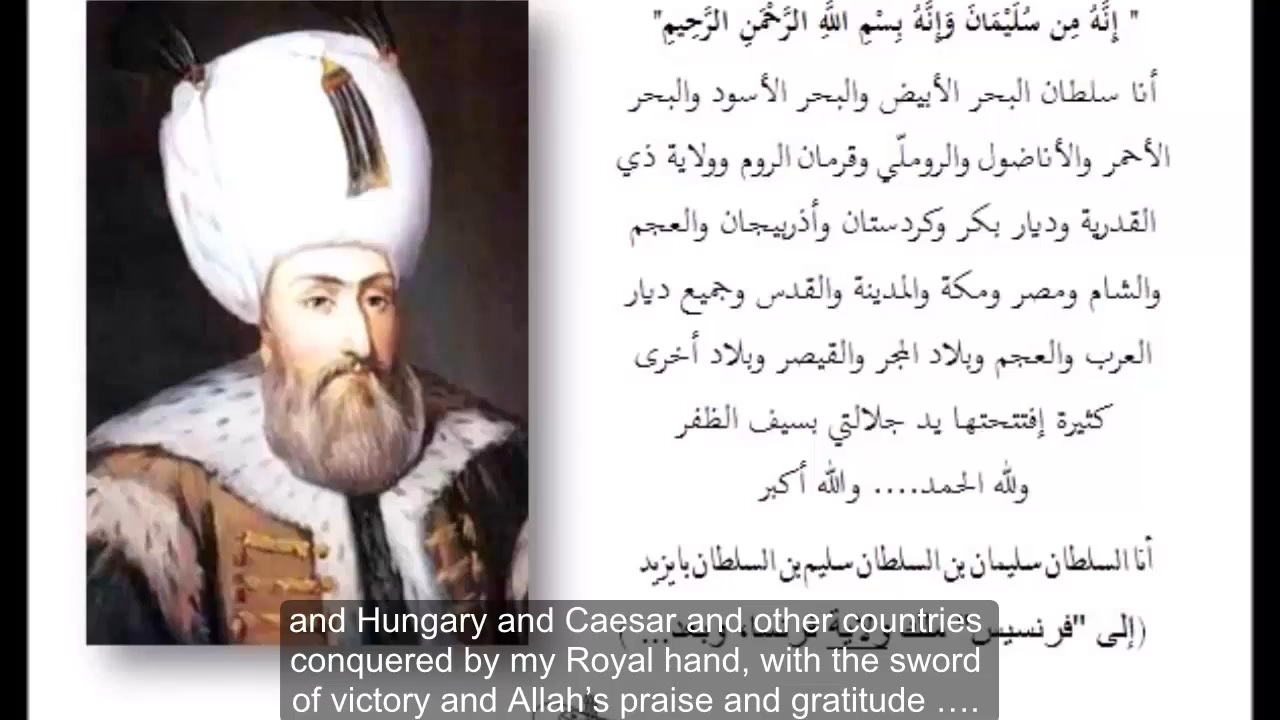 " إِنَّهُ مِن سُلَيْمَانَ وَإِنَّهُ بِسْمِ اللَّهِ الرَّحْمَنِ الرَّحِيمِ"
أنا سلطان البحر الأبيض والبحر الأسود والبحر
الأحمر والأناضول والروملّي وقرمان الروم وولاية ذي
القدرية وديار بكر وكردستان وأذربيجان والعجم
والشام ومصر ومكة والمدينة والقدس وجميع ديار
العرب والعجم وبلاد المجر والقيصر وبلاد أخرى
كثيرة إفتتحتها يد جلالتي بسيف الظفر
ولله الحمد.... والله أكبر
أنا السلطان سليمان بن السلطان سليم بن السلطان بايزيد
(إلى "فرنسيس" ملك ولاية فرنسا، وبعد...)
and Hungary and Caesar and other countries
conquered by my Royal hand, with the sword
of victory and Allah's praise and gratitude ….